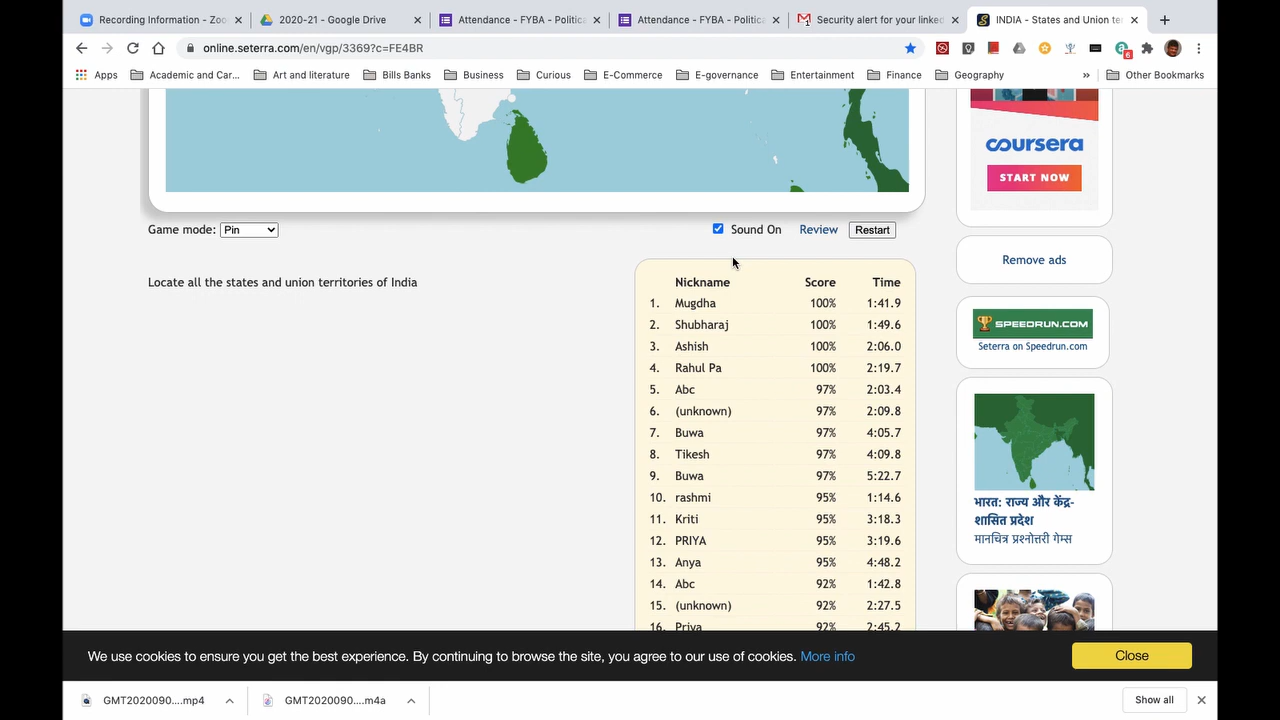 Recording Information - Zoo
2020-21 - Google Drive
Attendance - FYBA - Politica
Attendance - FYBA - Politica
Security alert for your linked
INDIA - States and Union te
online.seterra.com/en/vgp/3369?c=FE4BR
6
Apps
Academic and Car...
Art and literature
Bills Banks
Business
Curious
E-Commerce
E-governance
Entertainment
Finance
Geography
»
Other Bookmarks
coursera
START NOW
Game mode: Pin
Sound On
Review
Restart
Remove ads
Locate all the states and union territories of India
Nickname Score Time
1. Mugdha 100% 1:41.9
2. Shubharaj 100% 1:49.6
3. Ashish 100% 2:06.0
4. Rahul Pa 100% 2:19.7
5. Abc 97% 2:03.4
6. (unknown) 97% 2:09.8
7. Buwa 97% 4:05.7
8. Tikesh 97% 4:09.8
9. Buwa 97% 5:22.7
10. rashmi 95% 1:14.6
11. Kriti 95% 3:18.3
12. PRIYA 95% 3:19.6
13. Anya 95% 4:48.2
14. Abc 92% 1:42.8
15. (unknown) 92% 2:27.5
16. Priya 92% 2:45.2
SPEEDRUN.COM
Seterra on Speedrun.com
भारत: राज्य और केंद्र-
शासित प्रदेश
मानचित्र प्रश्नोत्तरी गेम्स
We use cookies to ensure you get the best experience. By continuing to browse the site, you agree to our use of cookies. More info
Close
GMT2020090....mp4
GMT2020090....m4a
Show all